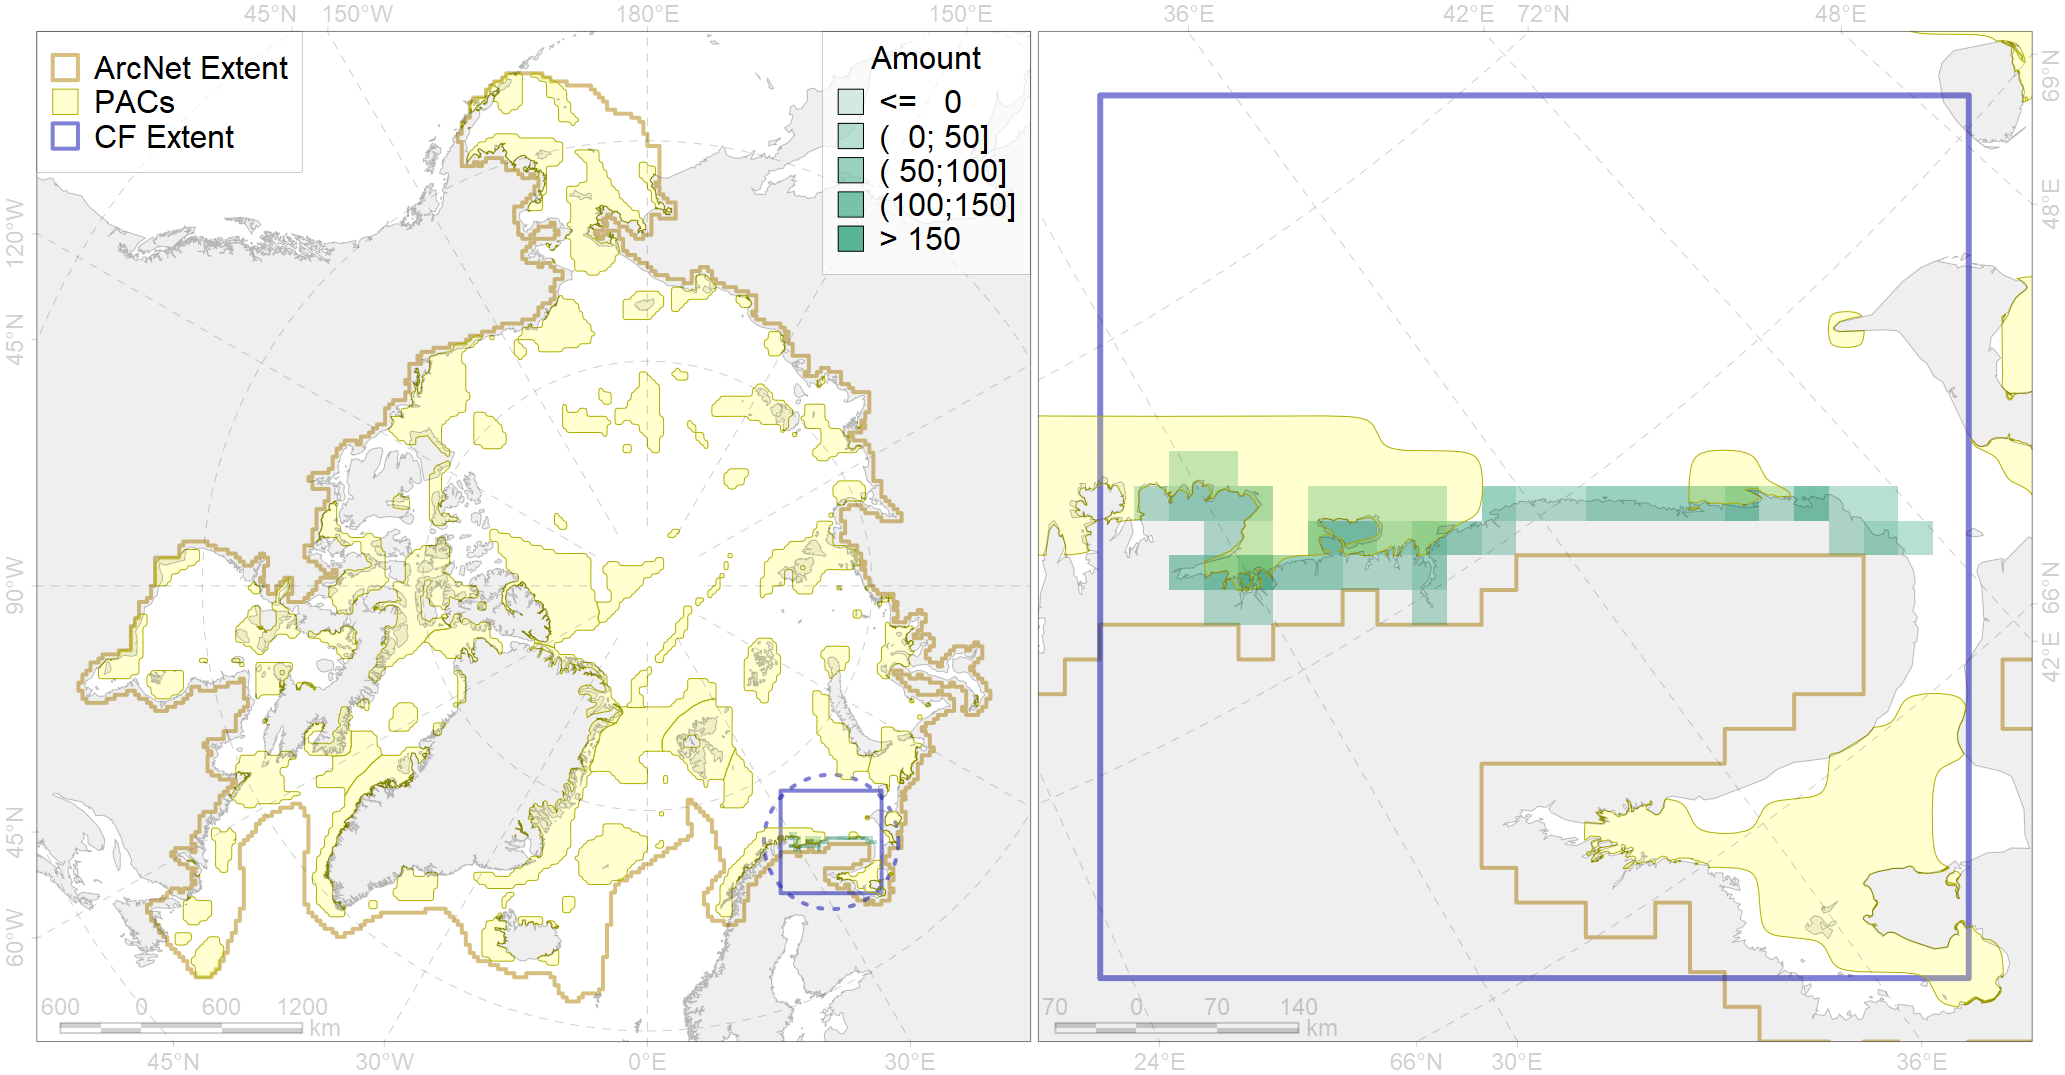 45°N 150°W 180°E 150°E 36°E 42°E 72°N 48°E
ArcNet Extent
PACs
CF Extent
Amount
<= 0
( 0; 50]
( 50;100]
(100;150]
> 150
120°W
45°N
90°W
45°N
60°W
69°N
48°E
66°N
42°E
600 0 600 1200
km
70 0 70 140
km
45°N 30°W 0°E 30°E 24°E 66°N 30°E 36°E